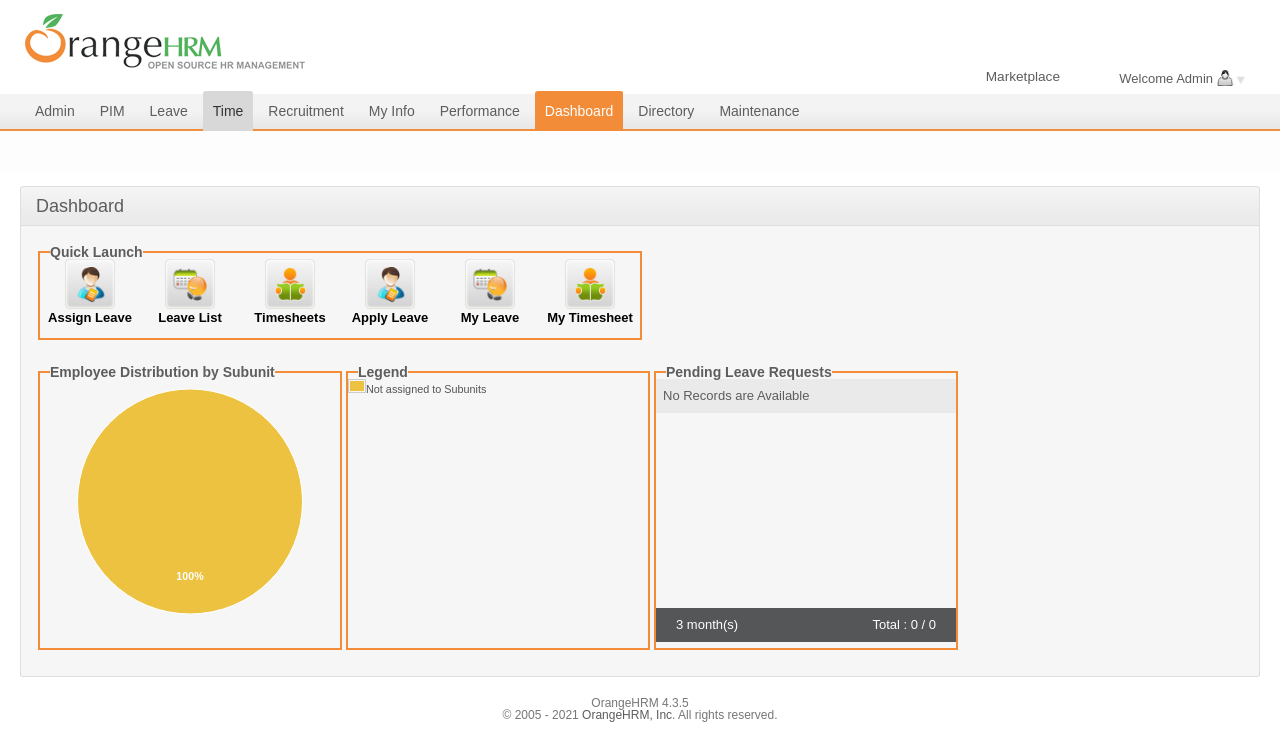 OrangeHRM
OPEN SOURCE HR MANAGEMENT
Marketplace Welcome Admin
Admin PIM Leave Time Recruitment My Info Performance Dashboard Directory Maintenance
Dashboard
Quick Launch
Assign Leave Leave List Timesheets Apply Leave My Leave My Timesheet
Employee Distribution by Subunit Legend Pending Leave Requests
Not assigned to Subunits
No Records are Available
100%
3 month(s) Total : 0 / 0
OrangeHRM 4.3.5
© 2005 - 2021 OrangeHRM, Inc. All rights reserved.